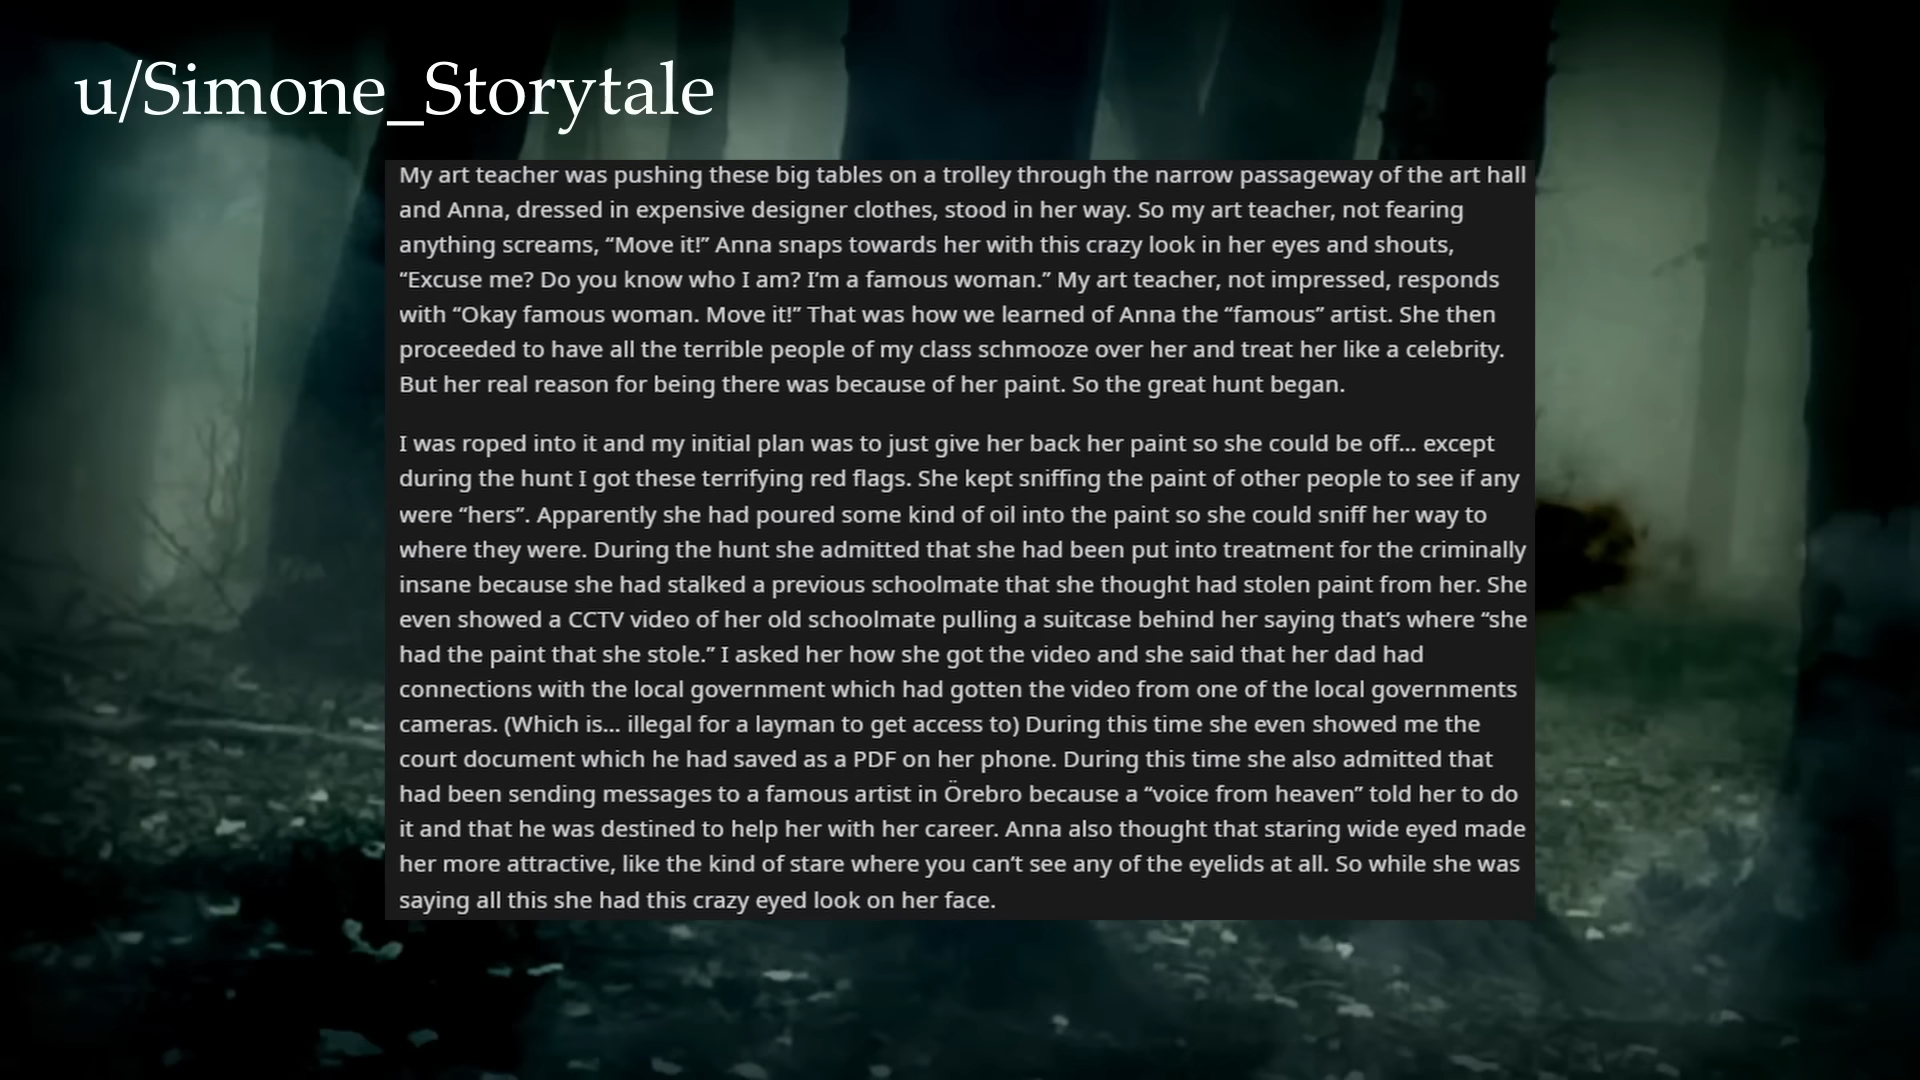 u/Simone_Storytale
My art teacher was pushing these big tables on a trolley through the narrow passageway of the art hall
and Anna, dressed in expensive designer clothes, stood in her way. So my art teacher, not fearing
anything screams, “Move it!” Anna snaps towards her with this crazy look in her eyes and shouts,
“Excuse me? Do you know who I am? I’m a famous woman.” My art teacher, not impressed, responds
with “Okay famous woman. Move it!” That was how we learned of Anna the “famous” artist. She then
proceeded to have all the terrible people of my class schmooze over her and treat her like a celebrity.
But her real reason for being there was because of her paint. So the great hunt began.
I was roped into it and my initial plan was to just give her back her paint so she could be off... except
during the hunt I got these terrifying red flags. She kept sniffing the paint of other people to see if any
were “hers”. Apparently she had poured some kind of oil into the paint so she could sniff her way to
where they were. During the hunt she admitted that she had been put into treatment for the criminally
insane because she had stalked a previous schoolmate that she thought had stolen paint from her. She
even showed a CCTV video of her old schoolmate pulling a suitcase behind her saying that’s where “she
had the paint that she stole.” I asked her how she got the video and she said that her dad had
connections with the local government which had gotten the video from one of the local governments
cameras. (Which is... illegal for a layman to get access to) During this time she even showed me the
court document which he had saved as a PDF on her phone. During this time she also admitted that
had been sending messages to a famous artist in Örebro because a “voice from heaven” told her to do
it and that he was destined to help her with her career. Anna also thought that staring wide eyed made
her more attractive, like the kind of stare where you can’t see any of the eyelids at all. So while she was
saying all this she had this crazy eyed look on her face.